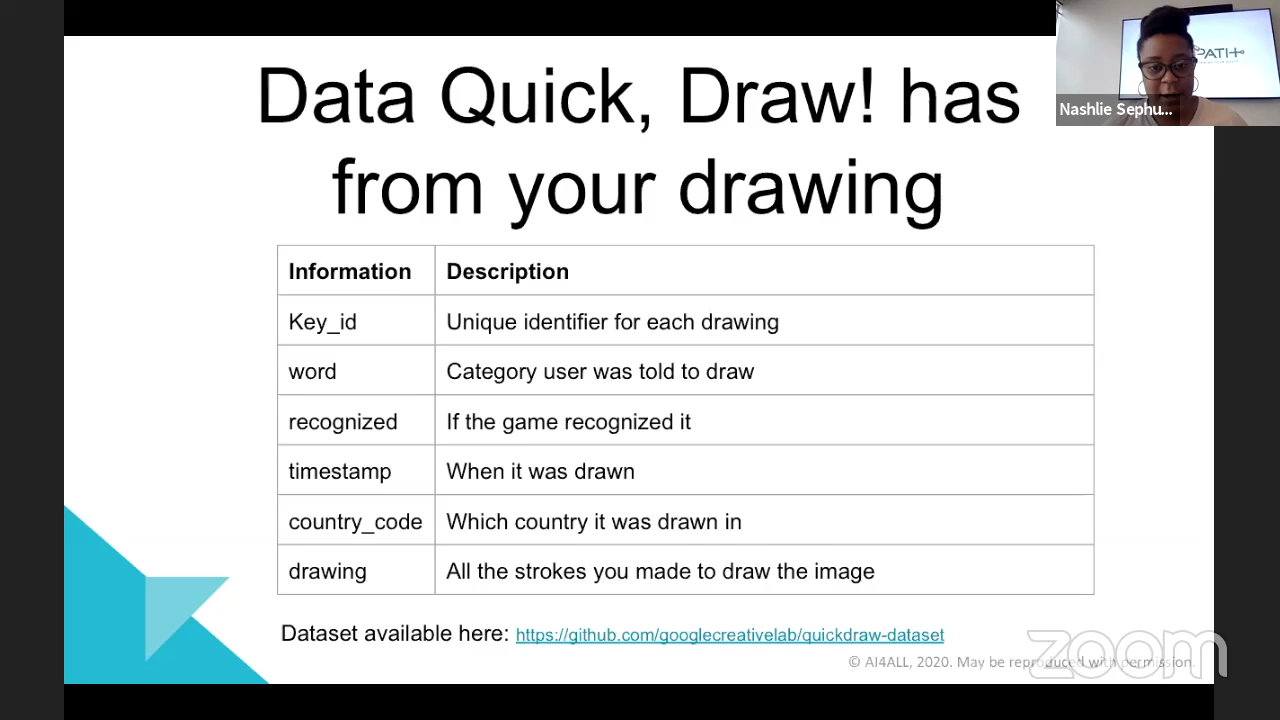 Data Quick, Draw! has
from your drawing
PATH
Nashlie Sephu...
Information Description
Key_id Unique identifier for each drawing
word Category user was told to draw
recognized If the game recognized it
timestamp When it was drawn
country_code Which country it was drawn in
drawing All the strokes you made to draw the image
Dataset available here: https://github.com/googlecreativelab/quickdraw-dataset
© AI4ALL, 2020. May be reproduced with permission.
zoom